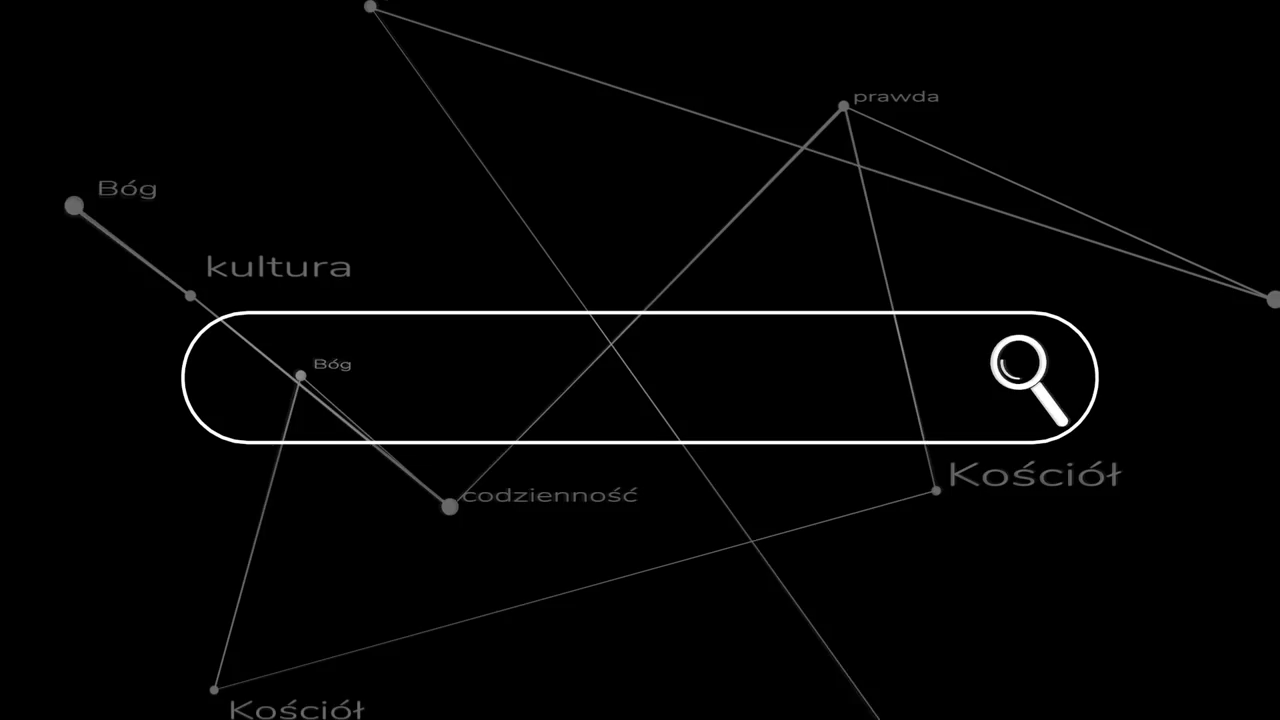 prawda
Bóg
kultura
Bóg
Kościół
codzienność
Kościół